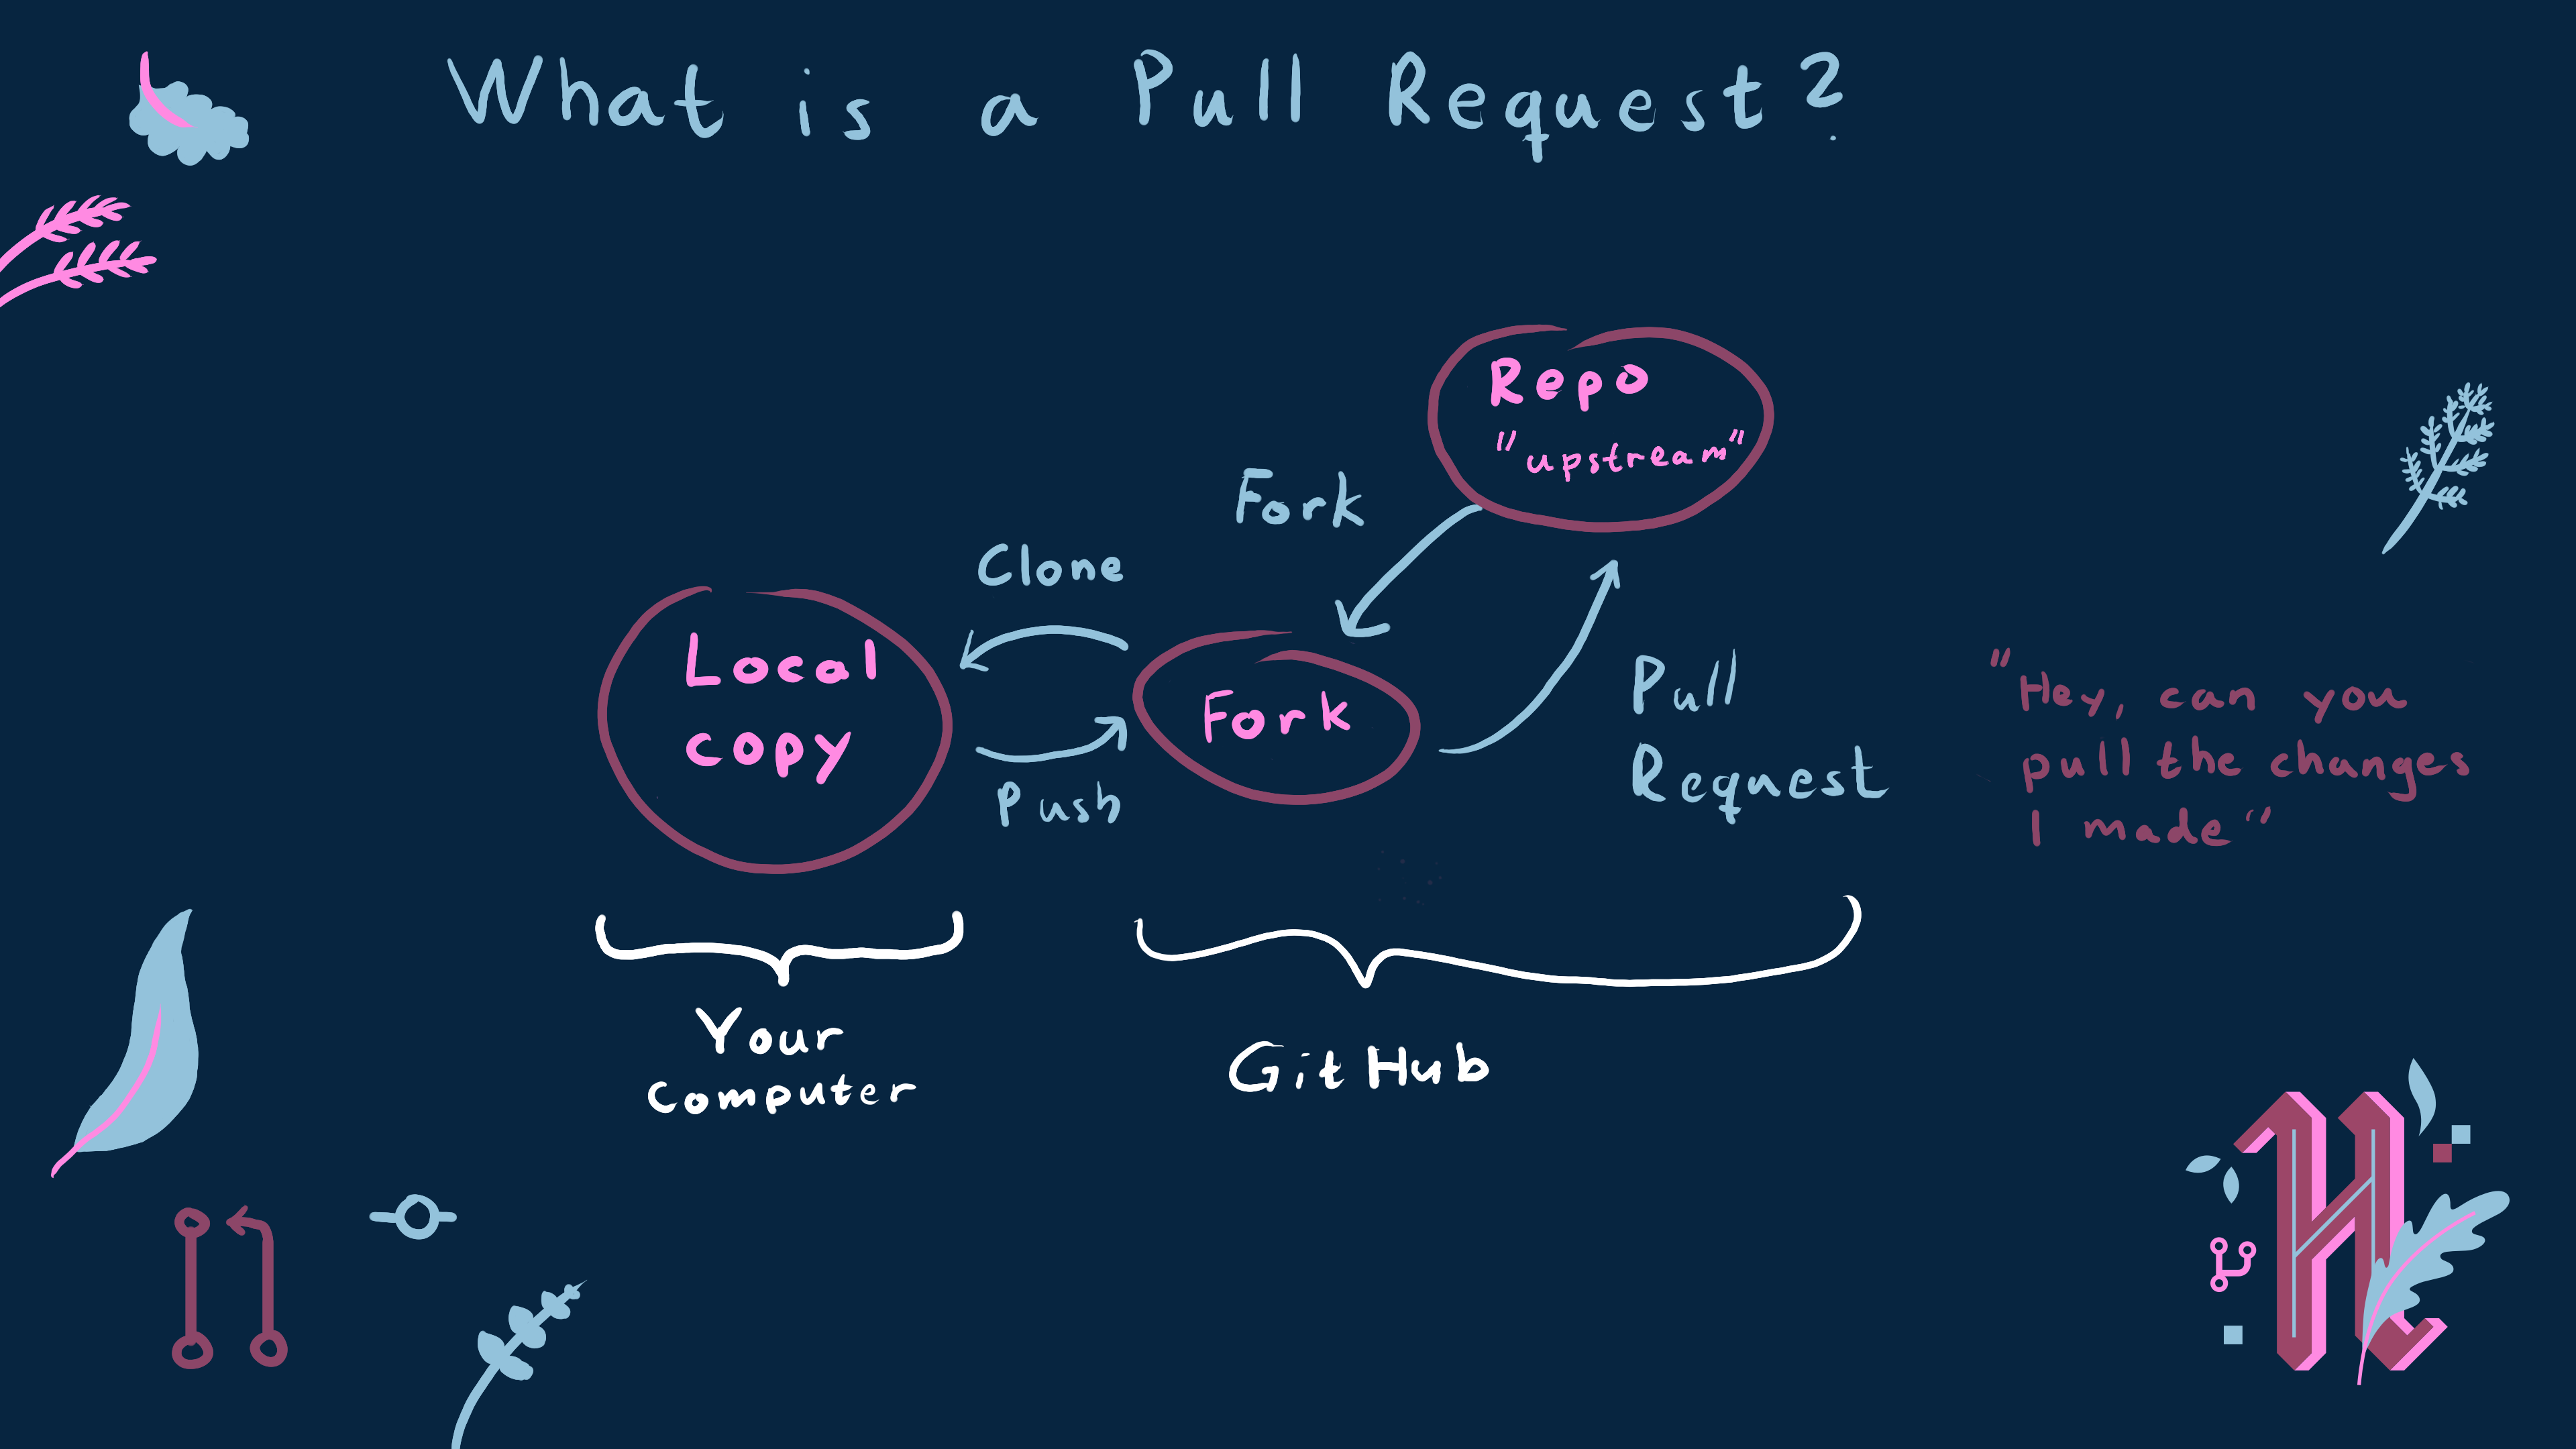 What is a Pull Request?
Repo
"upstream"
Fork
Clone
Local
copy
Fork
Push
Pull
Request
"Hey, can you
pull the changes
I made"
Your
computer
GitHub
H